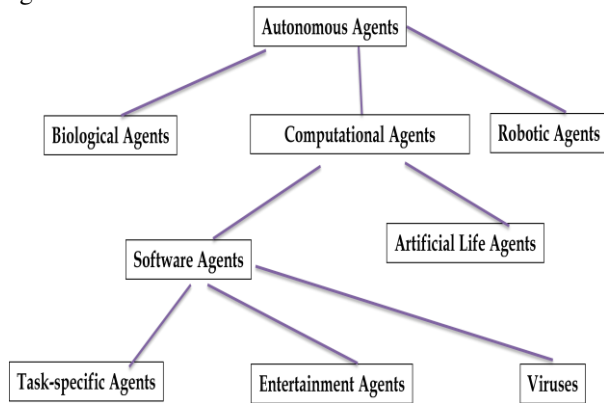 Autonomous Agents
Biological Agents
Computational Agents
Robotic Agents
Artificial Life Agents
Software Agents
Task-specific Agents
Entertainment Agents
Viruses